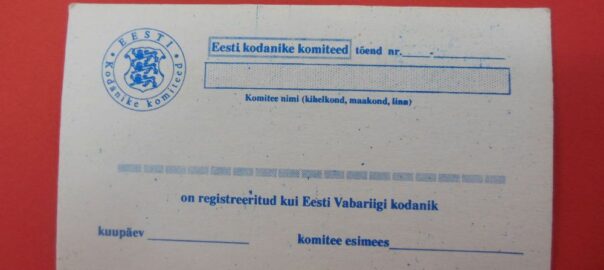 EESTI
Kodanike komiteed
Eesti kodanike komiteed tõend nr.
Komitee nimi (kihelkond, maakond, linn)
on registreeritud kui Eesti Vabariigi kodanik
kuupäev
komitee esimees